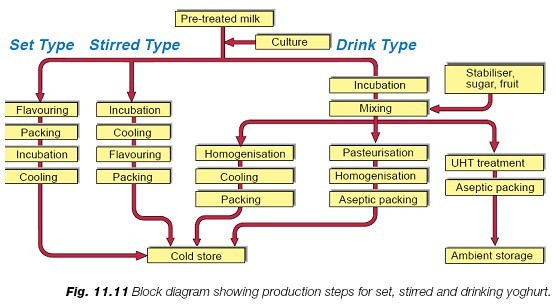 Pre-treated milk
Culture
Set Type
Stirred Type
Drink Type
Flavouring
Packing
Incubation
Cooling
Incubation
Cooling
Flavouring
Packing
Incubation
Mixing
Stabiliser,
sugar, fruit
Homogenisation
Cooling
Packing
Pasteurisation
Homogenisation
Aseptic packing
UHT treatment
Aseptic packing
Cold store
Ambient storage
Fig. 11.11 Block diagram showing production steps for set, stirred and drinking yoghurt.